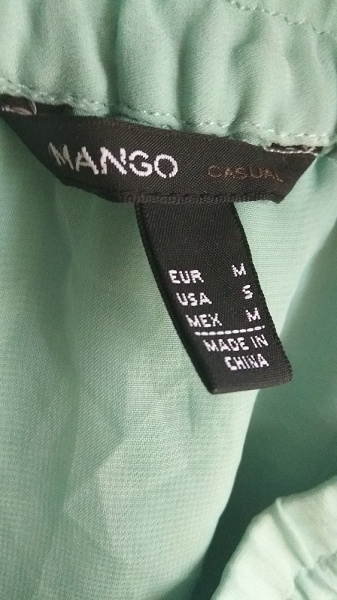 MANGO CASUAL
EUR M
USA S
MEX M
MADE IN
CHINA